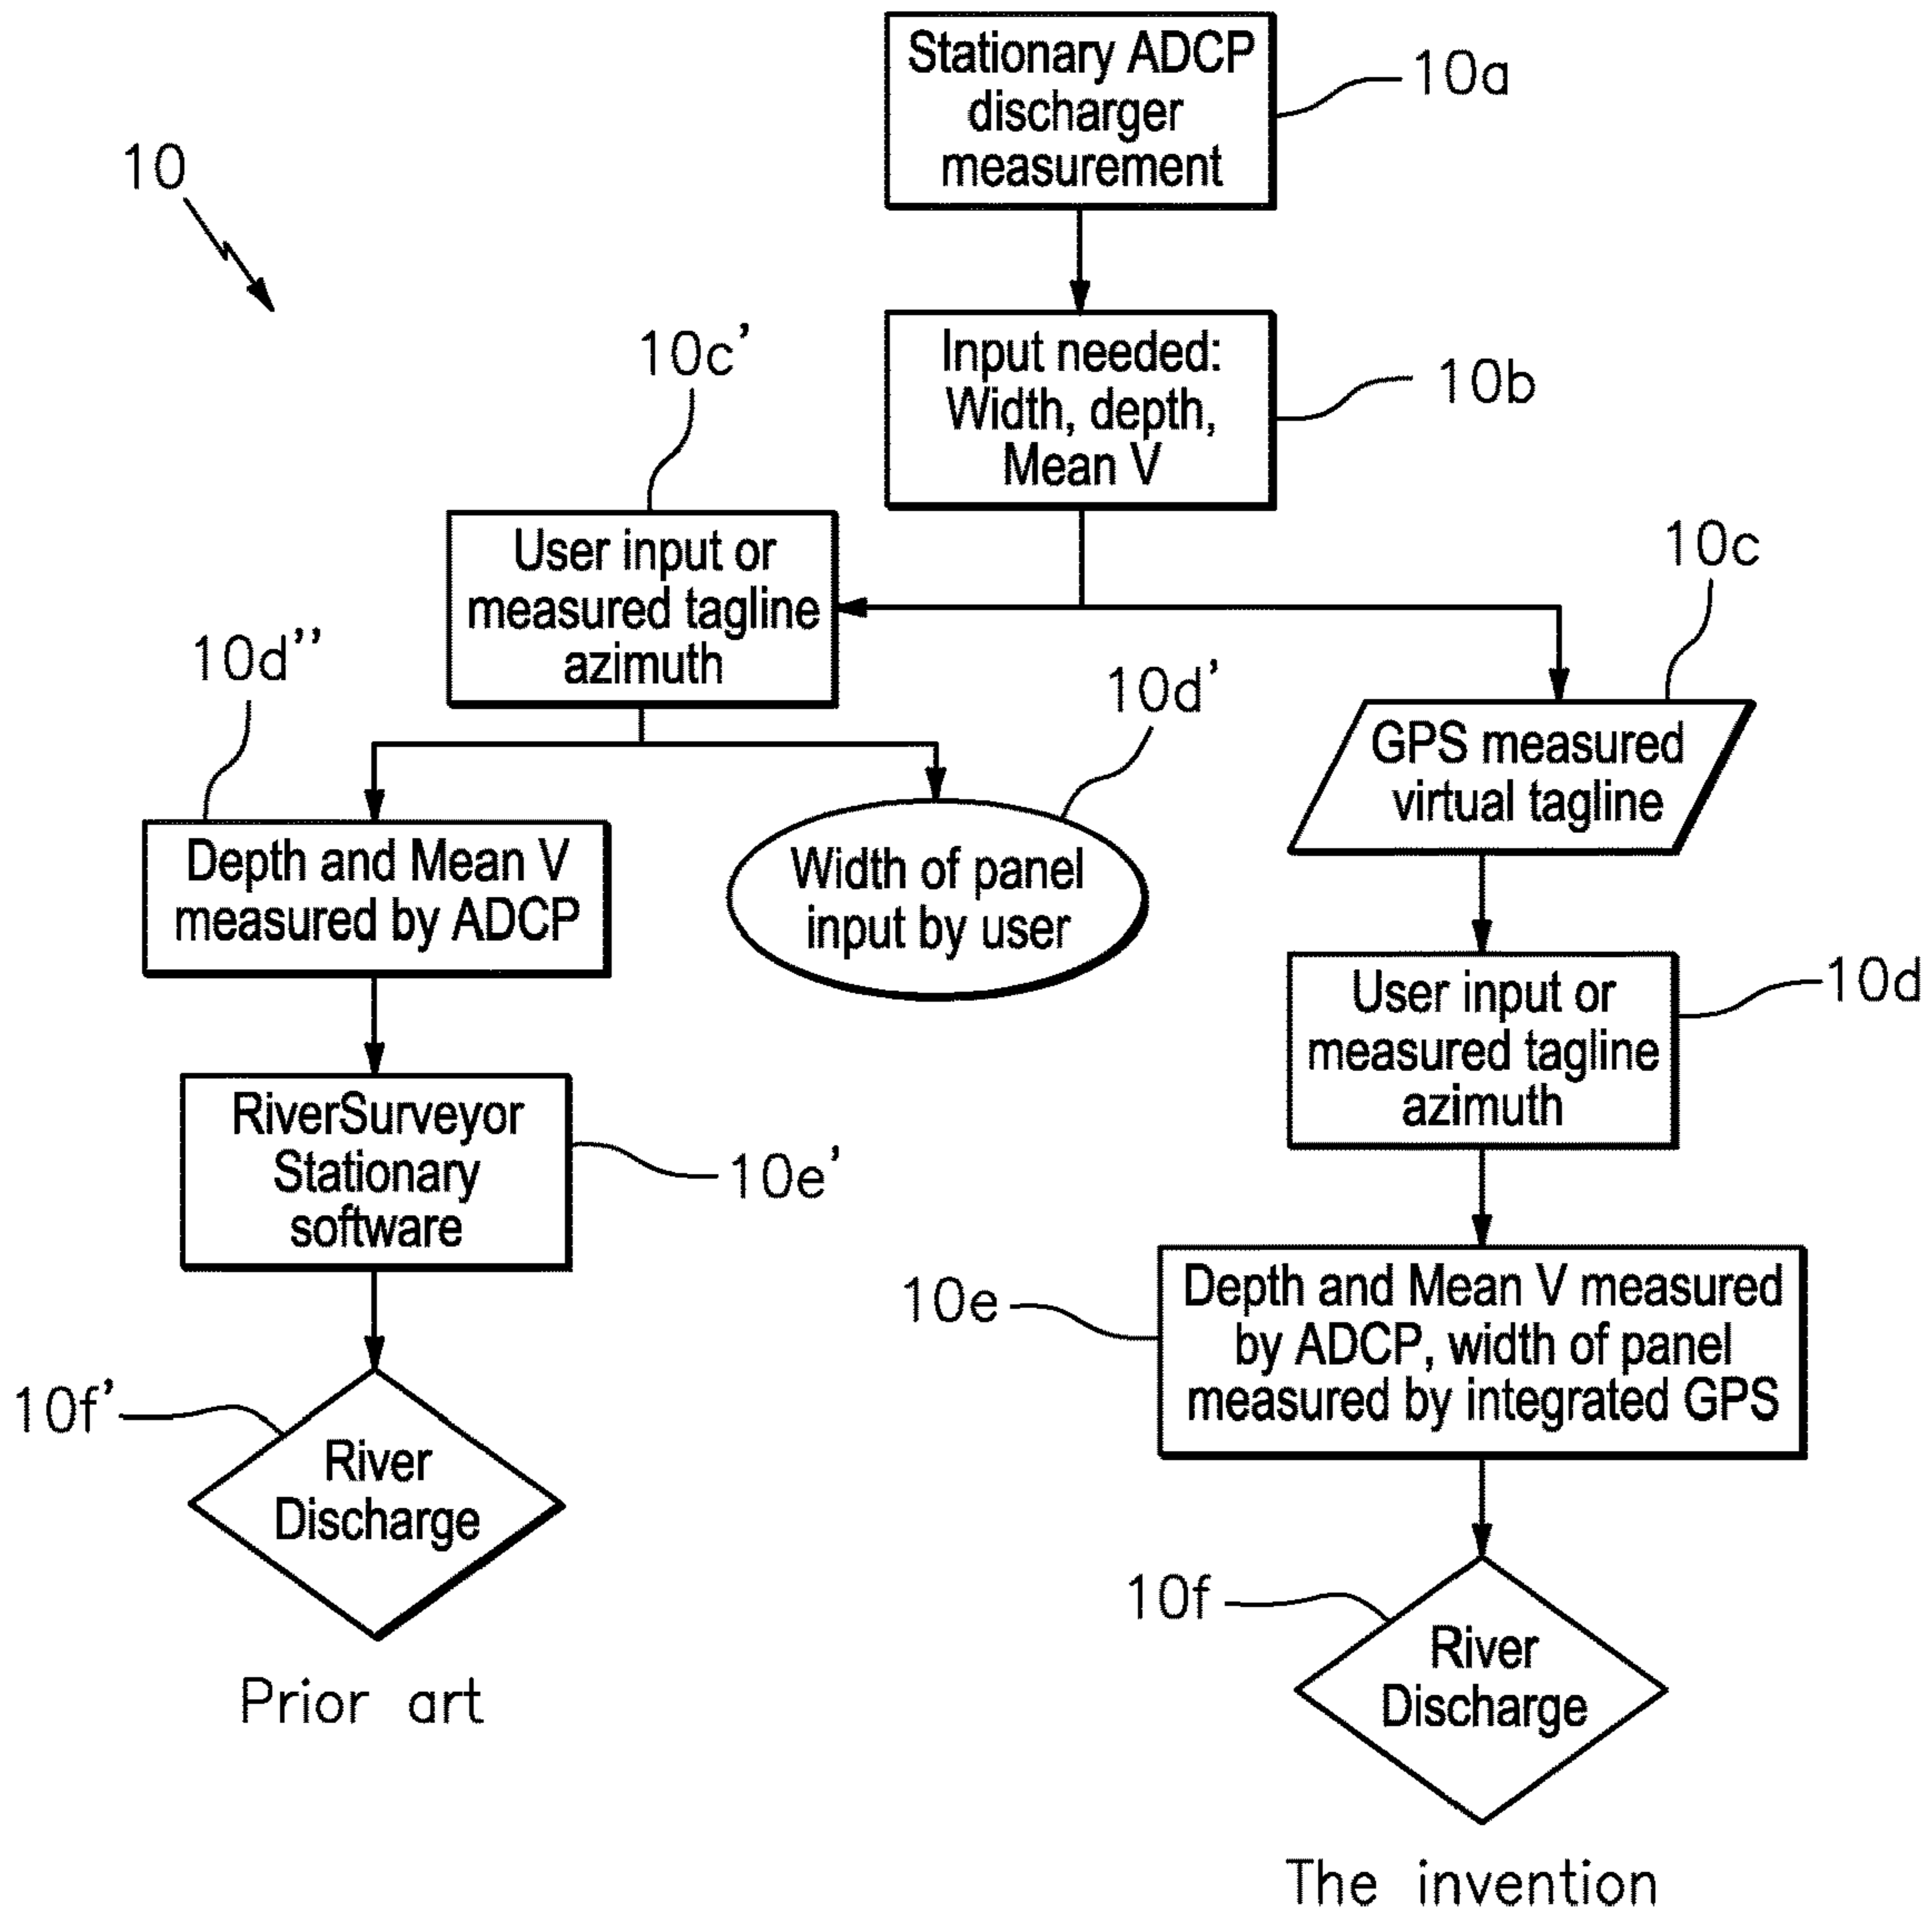 Stationary ADCP
discharger
measurement
10a
10
Input needed:
Width, depth,
Mean V
10b
10c'
User input or
measured tagline
azimuth
10c
GPS measured
virtual tagline
10d''
Depth and Mean V
measured by ADCP
10d'
Width of panel
input by user
User input or
measured tagline
azimuth
10d
RiverSurveyor
Stationary
software
10e'
10e
Depth and Mean V measured
by ADCP, width of panel
measured by integrated GPS
10f'
River
Discharge
Prior art
10f
River
Discharge
The invention